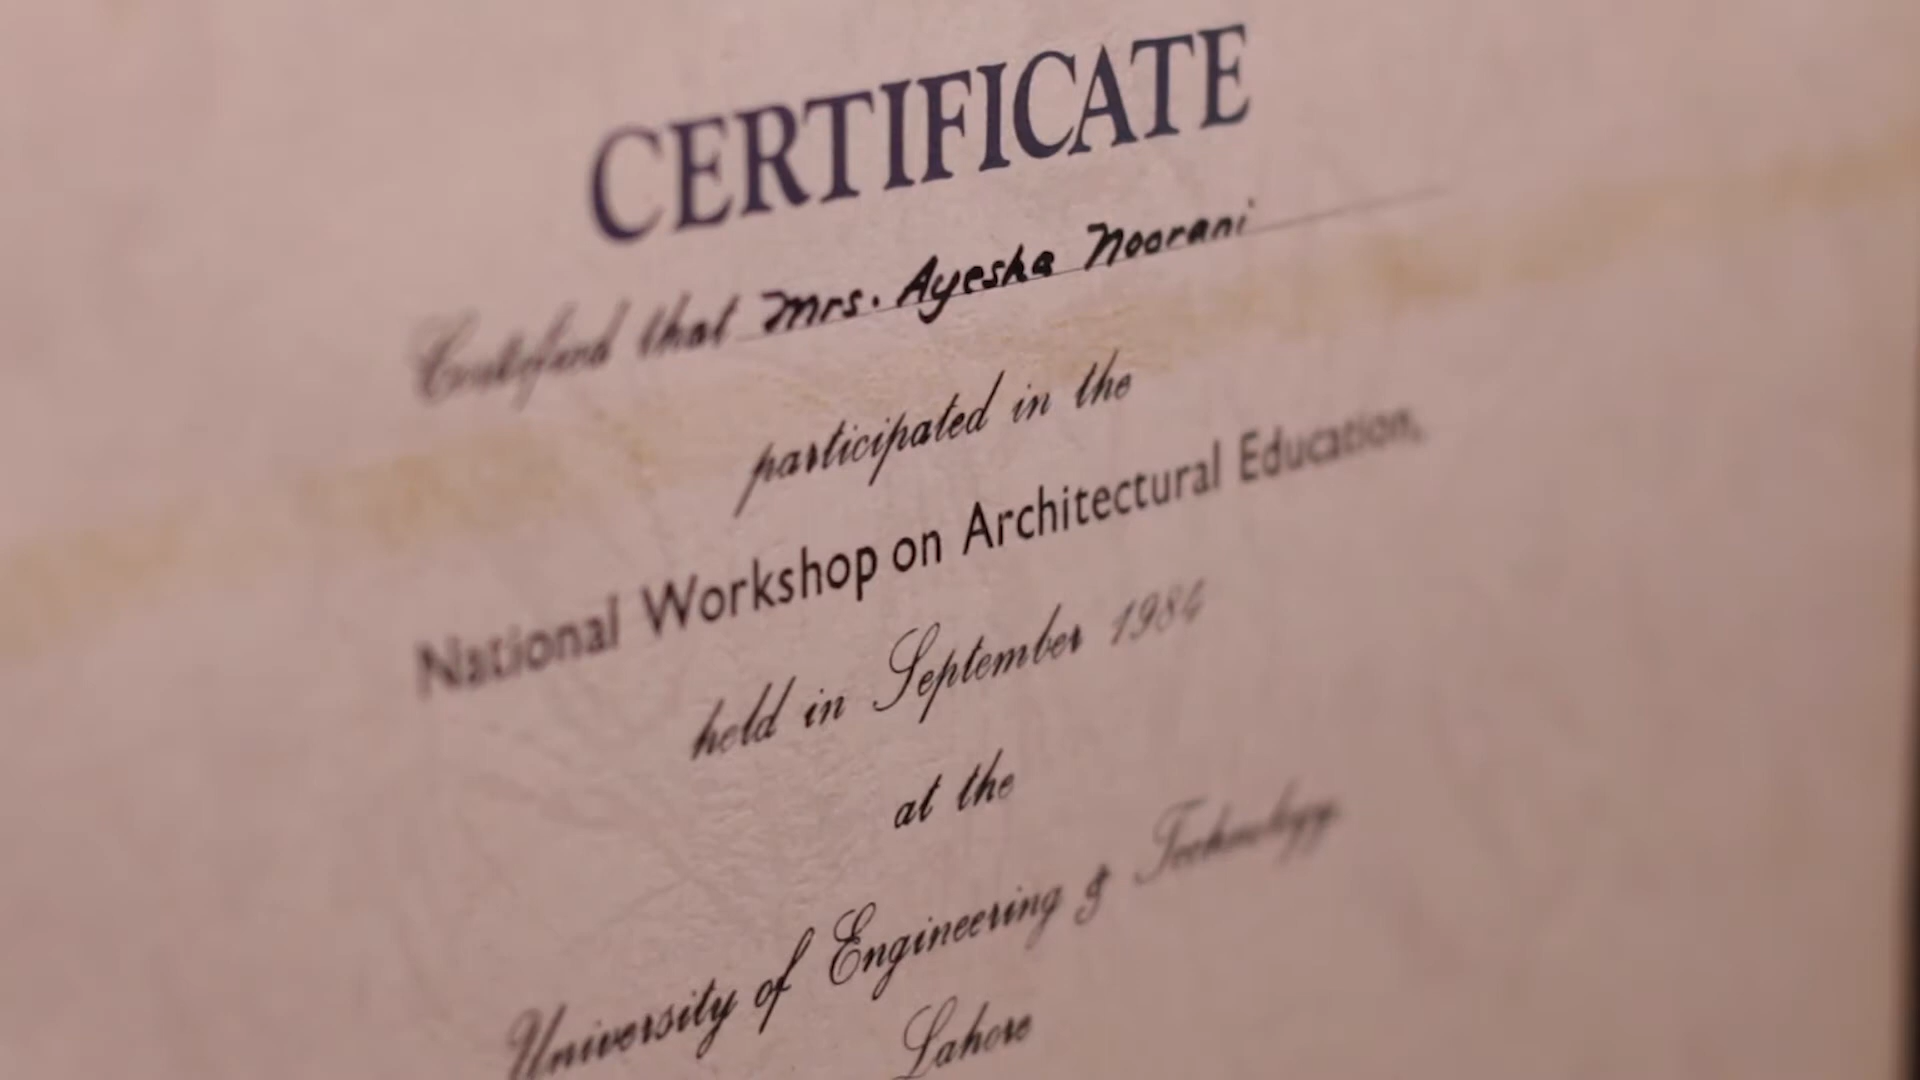 CERTIFICATE
Certified that Mrs. Ayesha Noorani
participated in the
National Workshop on Architectural Education,
held in September 1984
at the
University of Engineering & Technology
Lahore